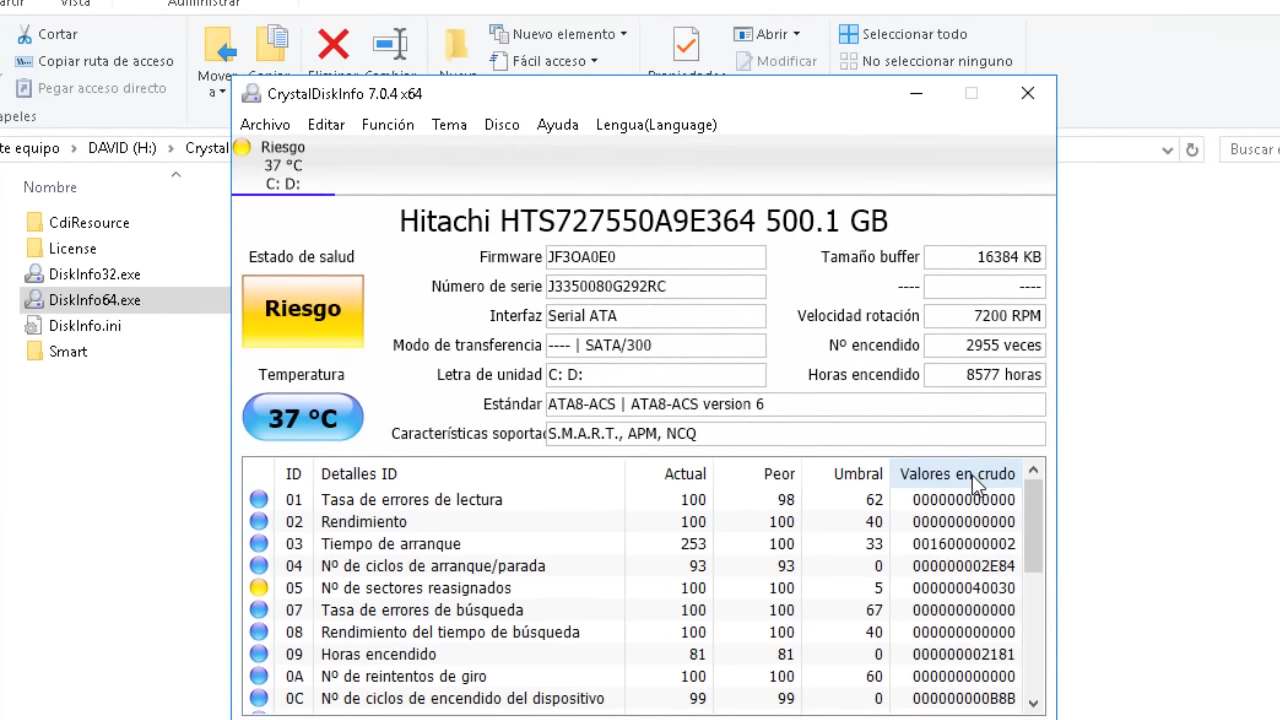 Vista
Administrar
Cortar
Copiar ruta de acceso
Pegar acceso directo
Mover
a
Nuevo elemento
Fácil acceso
Abrir
Modificar
Seleccionar todo
No seleccionar ninguno
DAVID (H:) > Crystal
Buscar
Nombre
CdiResource
License
DiskInfo32.exe
DiskInfo64.exe
DiskInfo.ini
Smart
CrystalDiskInfo 7.0.4 x64
Archivo Editar Función Tema Disco Ayuda Lengua(Language)
Riesgo
37 °C
C: D:
Hitachi HTS727550A9E364 500.1 GB
Estado de salud
Riesgo
Temperatura
37 °C
Firmware JF3OA0E0
Número de serie J3350080G292RC
Interfaz Serial ATA
Modo de transferencia ---- | SATA/300
Letra de unidad C: D:
Estándar ATA8-ACS | ATA8-ACS version 6
Características soporta S.M.A.R.T., APM, NCQ
Tamaño buffer 16384 KB
---- ----
Velocidad rotación 7200 RPM
Nº encendido 2955 veces
Horas encendido 8577 horas
ID Detalles ID Actual Peor Umbral Valores en crudo
01 Tasa de errores de lectura 100 98 62 000000000000
02 Rendimiento 100 100 40 000000000000
03 Tiempo de arranque 253 100 33 001600000002
04 Nº de ciclos de arranque/parada 93 93 0 000000002E84
05 Nº de sectores reasignados 100 100 5 000000040030
07 Tasa de errores de búsqueda 100 100 67 000000000000
08 Rendimiento del tiempo de búsqueda 100 100 40 000000000000
09 Horas encendido 81 81 0 000000002181
0A Nº de reintentos de giro 100 100 60 000000000000
0C Nº de ciclos de encendido del dispositivo 99 99 0 000000000B8B